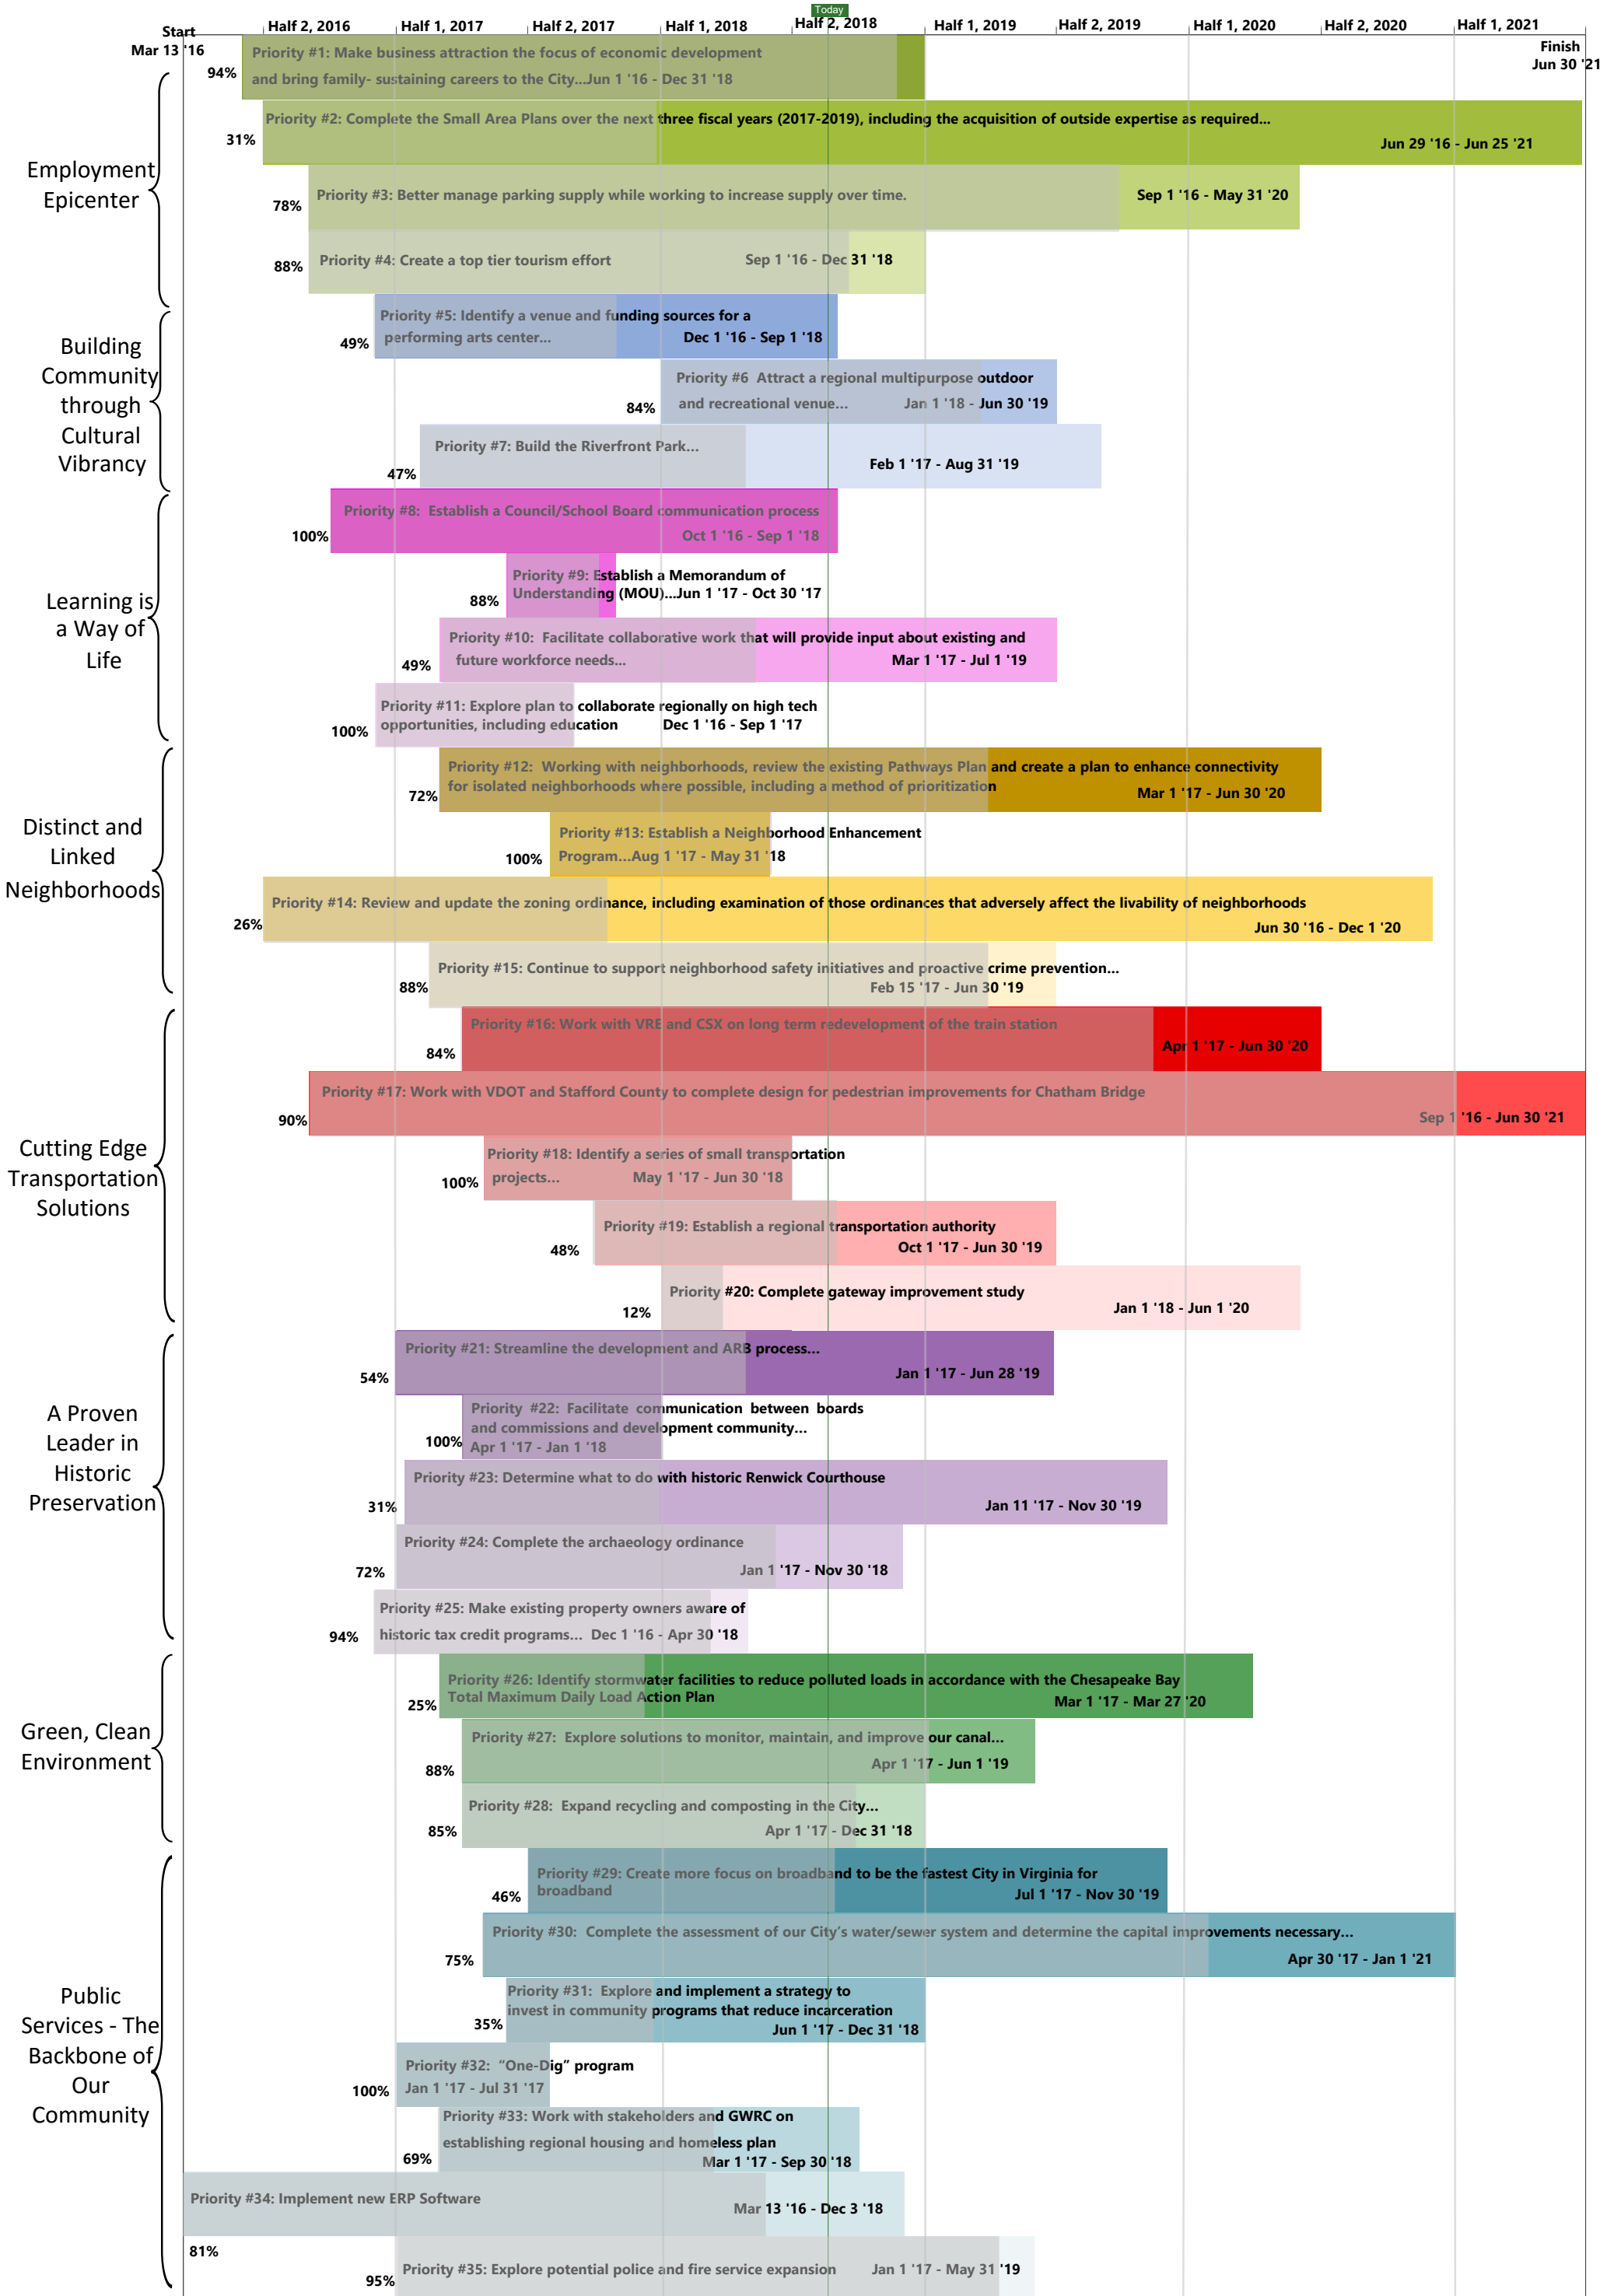 Today
Start
Mar 13 '16
Half 2, 2016
Half 1, 2017
Half 2, 2017
Half 1, 2018
Half 2, 2018
Half 1, 2019
Half 2, 2019
Half 1, 2020
Half 2, 2020
Half 1, 2021
Finish
Jun 30 '21
Employment
Epicenter
94%
Priority #1: Make business attraction the focus of economic development
and bring family- sustaining careers to the City...Jun 1 '16 - Dec 31 '18
31%
Priority #2: Complete the Small Area Plans over the next three fiscal years (2017-2019), including the acquisition of outside expertise as required...
Jun 29 '16 - Jun 25 '21
78%
Priority #3: Better manage parking supply while working to increase supply over time.
Sep 1 '16 - May 31 '20
88%
Priority #4: Create a top tier tourism effort
Sep 1 '16 - Dec 31 '18
Building
Community
through
Cultural
Vibrancy
49%
Priority #5: Identify a venue and funding sources for a
performing arts center...
Dec 1 '16 - Sep 1 '18
84%
Priority #6 Attract a regional multipurpose outdoor
and recreational venue...
Jan 1 '18 - Jun 30 '19
47%
Priority #7: Build the Riverfront Park...
Feb 1 '17 - Aug 31 '19
Learning is
a Way of
Life
100%
Priority #8: Establish a Council/School Board communication process
Oct 1 '16 - Sep 1 '18
88%
Priority #9: Establish a Memorandum of
Understanding (MOU)...Jun 1 '17 - Oct 30 '17
49%
Priority #10: Facilitate collaborative work that will provide input about existing and
future workforce needs...
Mar 1 '17 - Jul 1 '19
100%
Priority #11: Explore plan to collaborate regionally on high tech
opportunities, including education
Dec 1 '16 - Sep 1 '17
Distinct and
Linked
Neighborhoods
72%
Priority #12: Working with neighborhoods, review the existing Pathways Plan and create a plan to enhance connectivity
for isolated neighborhoods where possible, including a method of prioritization
Mar 1 '17 - Jun 30 '20
100%
Priority #13: Establish a Neighborhood Enhancement
Program...Aug 1 '17 - May 31 '18
26%
Priority #14: Review and update the zoning ordinance, including examination of those ordinances that adversely affect the livability of neighborhoods
Jun 30 '16 - Dec 1 '20
88%
Priority #15: Continue to support neighborhood safety initiatives and proactive crime prevention...
Feb 15 '17 - Jun 30 '19
Cutting Edge
Transportation
Solutions
84%
Priority #16: Work with VRE and CSX on long term redevelopment of the train station
Apr 1 '17 - Jun 30 '20
90%
Priority #17: Work with VDOT and Stafford County to complete design for pedestrian improvements for Chatham Bridge
Sep 1 '16 - Jun 30 '21
100%
Priority #18: Identify a series of small transportation
projects...
May 1 '17 - Jun 30 '18
48%
Priority #19: Establish a regional transportation authority
Oct 1 '17 - Jun 30 '19
12%
Priority #20: Complete gateway improvement study
Jan 1 '18 - Jun 1 '20
A Proven
Leader in
Historic
Preservation
54%
Priority #21: Streamline the development and ARB process...
Jan 1 '17 - Jun 28 '19
100%
Priority #22: Facilitate communication between boards
and commissions and development community...
Apr 1 '17 - Jan 1 '18
31%
Priority #23: Determine what to do with historic Renwick Courthouse
Jan 11 '17 - Nov 30 '19
72%
Priority #24: Complete the archaeology ordinance
Jan 1 '17 - Nov 30 '18
94%
Priority #25: Make existing property owners aware of
historic tax credit programs... Dec 1 '16 - Apr 30 '18
Green, Clean
Environment
25%
Priority #26: Identify stormwater facilities to reduce polluted loads in accordance with the Chesapeake Bay
Total Maximum Daily Load Action Plan
Mar 1 '17 - Mar 27 '20
88%
Priority #27: Explore solutions to monitor, maintain, and improve our canal...
Apr 1 '17 - Jun 1 '19
85%
Priority #28: Expand recycling and composting in the City...
Apr 1 '17 - Dec 31 '18
Public
Services - The
Backbone of
Our
Community
46%
Priority #29: Create more focus on broadband to be the fastest City in Virginia for
broadband
Jul 1 '17 - Nov 30 '19
75%
Priority #30: Complete the assessment of our City's water/sewer system and determine the capital improvements necessary...
Apr 30 '17 - Jan 1 '21
35%
Priority #31: Explore and implement a strategy to
invest in community programs that reduce incarceration
Jun 1 '17 - Dec 31 '18
100%
Priority #32: “One-Dig” program
Jan 1 '17 - Jul 31 '17
69%
Priority #33: Work with stakeholders and GWRC on
establishing regional housing and homeless plan
Mar 1 '17 - Sep 30 '18
Priority #34: Implement new ERP Software
Mar 13 '16 - Dec 3 '18
81%
95%
Priority #35: Explore potential police and fire service expansion
Jan 1 '17 - May 31 '19